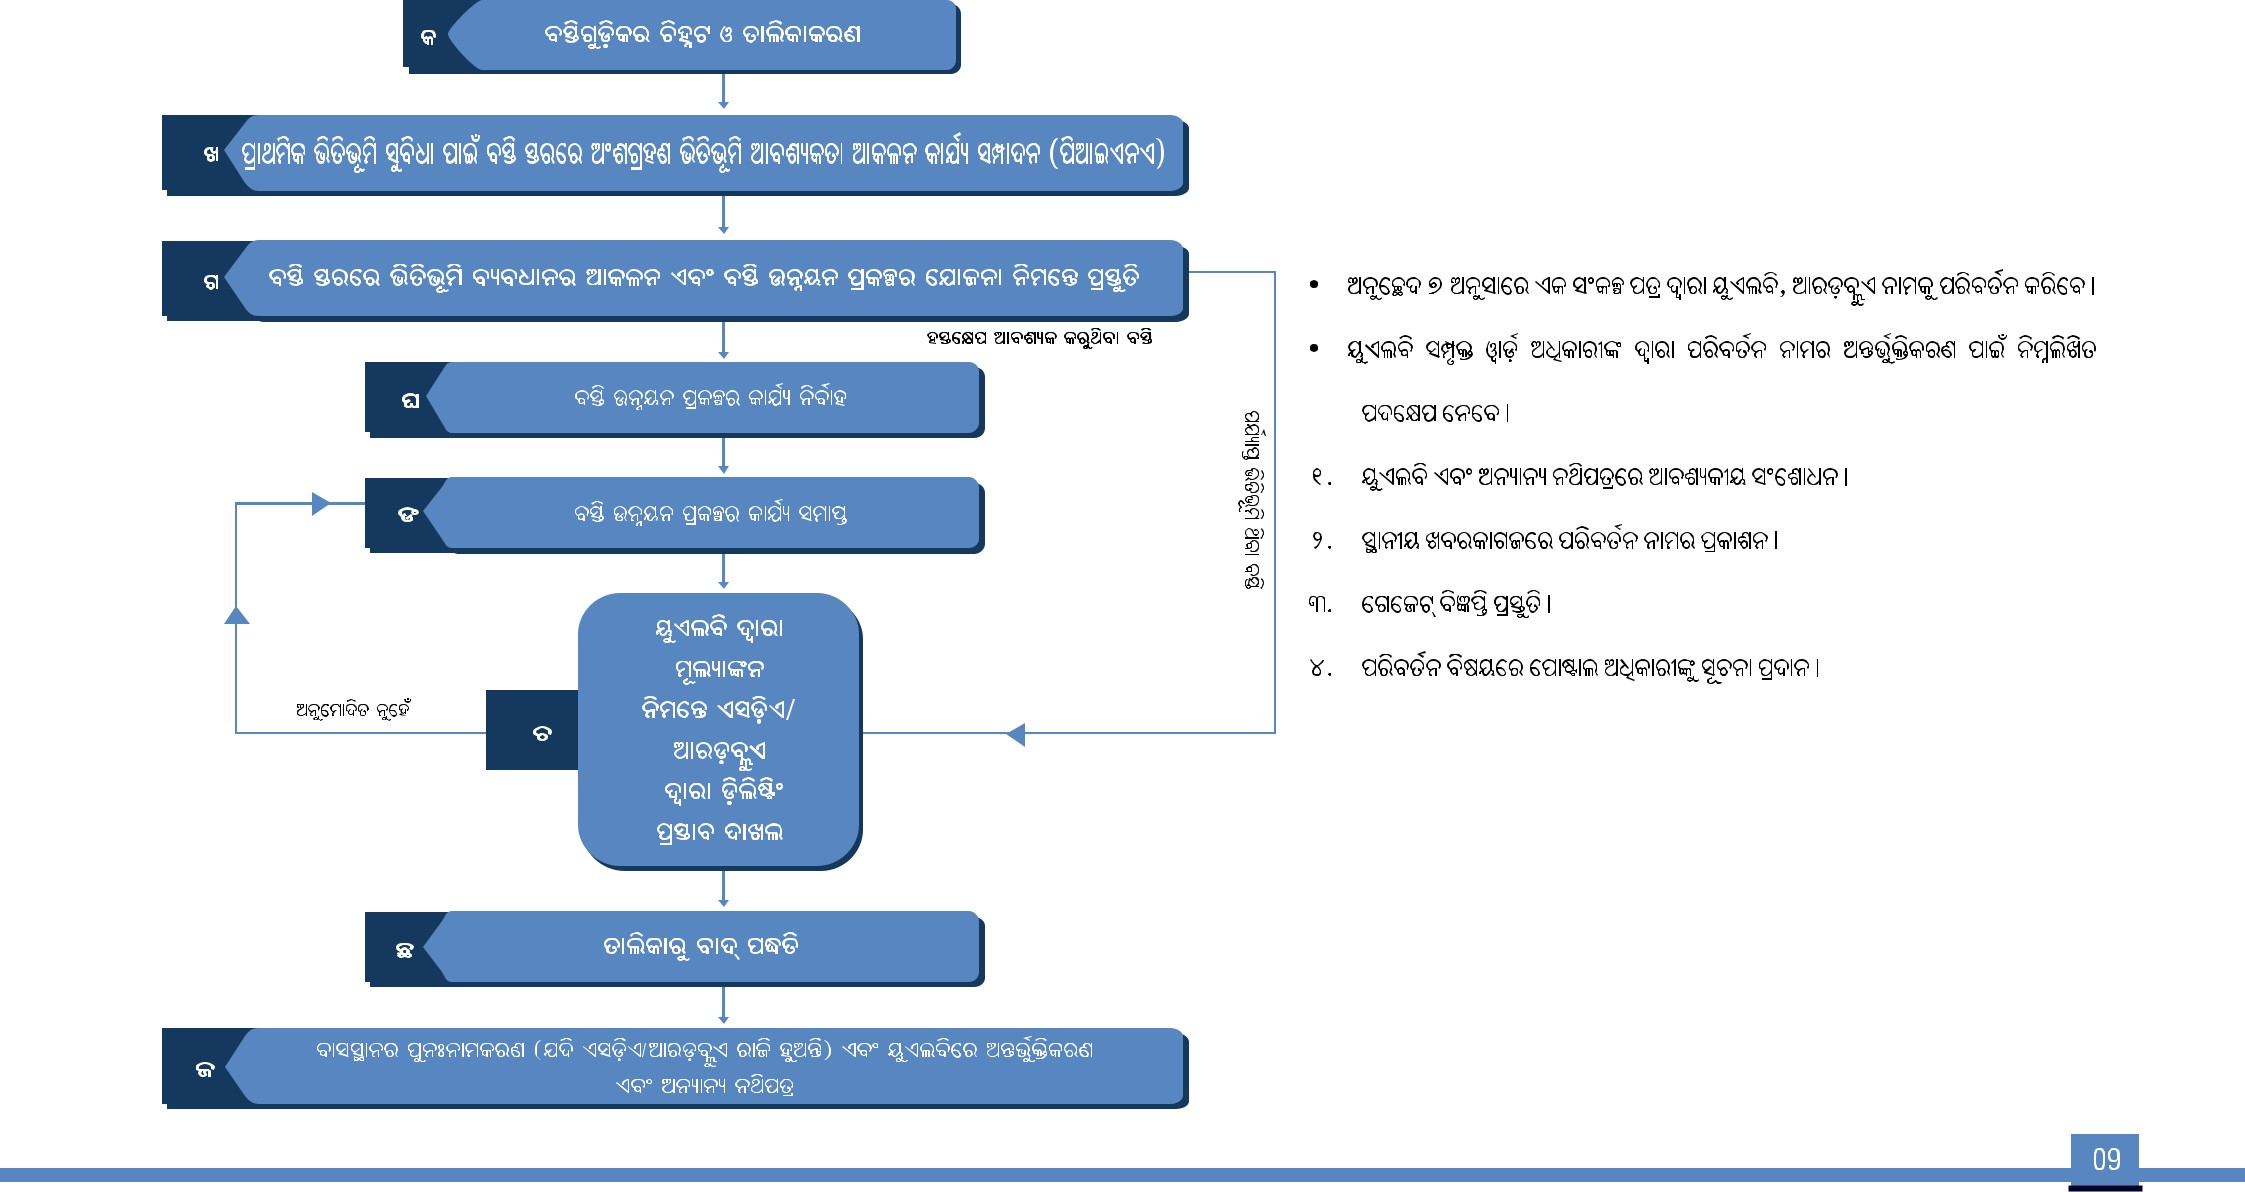 କ
ବସ୍ତିଗୁଡ଼ିକର ଚିହ୍ନଟ ଓ ତାଲିକାକରଣ
ଖ
ପ୍ରାଥମିକ ଭିତିଭୂମି ସୁବିଧା ପାଇଁ ବସ୍ତି ସ୍ତରରେ ଅଂଶଗ୍ରହଣ ଭିତିଭୂମି ଆବଶ୍ୟକତା ଆକଳନ କାର୍ଯ୍ୟ ସମ୍ପାଦନ (ପିଆଇଏନଏ)
ଗ
ବସ୍ତି ସ୍ତରରେ ଭିତିଭୂମି ବ୍ୟବଧାନର ଆକଳନ ଏବଂ ବସ୍ତି ଉନ୍ନୟନ ପ୍ରକଳ୍ପର ଯୋଜନା ନିମନ୍ତେ ପ୍ରସ୍ତୁତି
ହସ୍ତକ୍ଷେପ ଆବଶ୍ୟକ କରୁଥିବା ବସ୍ତି
ଘ
ବସ୍ତି ଉନ୍ନୟନ ପ୍ରକଳ୍ପର କାର୍ଯ୍ୟ ନିର୍ବାହ
ପର୍ଯ୍ୟାପ୍ତ ଭିତିଭୂମି ଥିବା ବସ୍ତି
ଙ
ବସ୍ତି ଉନ୍ନୟନ ପ୍ରକଳ୍ପର କାର୍ଯ୍ୟ ସମାପ୍ତ
ଅନୁମୋଦିତ ନୁହେଁ
ଚ
ୟୁଏଲବି ଦ୍ୱାରା
ମୂଲ୍ୟାଙ୍କନ
ନିମନ୍ତେ ଏସଡ଼ିଏ/
ଆରଡ଼ବ୍ଲୁଏ
ଦ୍ୱାରା ଡ଼ିଲିଷ୍ଟିଂ
ପ୍ରସ୍ତାବ ଦାଖଲ
ଛ
ତାଲିକାରୁ ବାଦ୍ ପଦ୍ଧତି
ଜ
ବାସସ୍ଥାନର ପୁନଃନାମକରଣ (ଯଦି ଏସଡ଼ିଏ/ଆରଡ଼ବ୍ଲୁଏ ରାଜି ହୁଅନ୍ତି) ଏବଂ ୟୁଏଲବିରେ ଅନ୍ତର୍ଭୁକ୍ତିକରଣ
ଏବଂ ଅନ୍ୟାନ୍ୟ ନଥିପତ୍ର
• ଅନୁଚ୍ଛେଦ ୭ ଅନୁସାରେ ଏକ ସଂକଳ୍ପ ପତ୍ର ଦ୍ୱାରା ୟୁଏଲବି, ଆରଡ଼ବ୍ଲୁଏ ନାମକୁ ପରିବର୍ତନ କରିବେ ।
• ୟୁଏଲବି ସମ୍ପୃକ୍ତ ୱାର୍ଡ଼ ଅଧିକାରୀଙ୍କ ଦ୍ୱାରା ପରିବର୍ତନ ନାମର ଅନ୍ତର୍ଭୁକ୍ତିକରଣ ପାଇଁ ନିମ୍ନଲିଖିତ
ପଦକ୍ଷେପ ନେବେ ।
୧. ୟୁଏଲବି ଏବଂ ଅନ୍ୟାନ୍ୟ ନଥିପତ୍ରରେ ଆବଶ୍ୟକୀୟ ସଂଶୋଧନ ।
୨. ସ୍ଥାନୀୟ ଖବରକାଗଜରେ ପରିବର୍ତନ ନାମର ପ୍ରକାଶନ ।
୩. ଗେଜେଟ୍ ବିଜ୍ଞପ୍ତି ପ୍ରସ୍ତୁତି ।
୪. ପରିବର୍ତନ ବିଷୟରେ ପୋଷ୍ଟାଲ ଅଧିକାରୀଙ୍କୁ ସୂଚନା ପ୍ରଦାନ ।
09